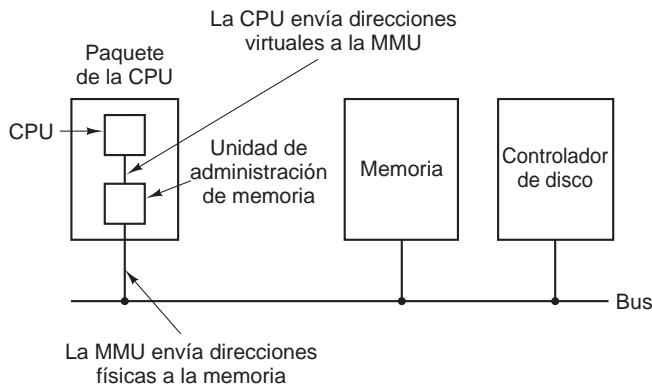 La CPU envía direcciones
virtuales a la MMU
Paquete
de la CPU
CPU
Unidad de
administración
de memoria
Memoria
Controlador
de disco
Bus
La MMU envía direcciones
físicas a la memoria